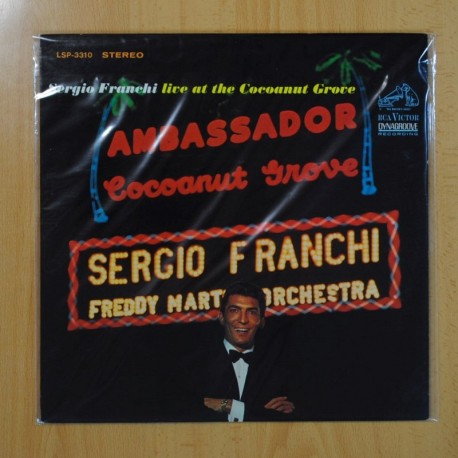 LSP-3310 STEREO
Sergio Franchi live at the Cocoanut Grove
RCA VICTOR
DYNAGROOVE
RECORDING
AMBASSADOR
Cocoanut Grove
SERGIO FRANCHI
FREDDY MART ORCHESTRA